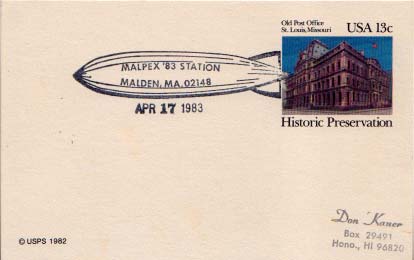 Old Post Office
St. Louis, Missouri
USA 13c
MALPEX '83 STATION
MALDEN, MA. 02148
APR 17 1983
Historic Preservation
Don Kaner
Box 29491
Hono., HI 96820
© USPS 1982